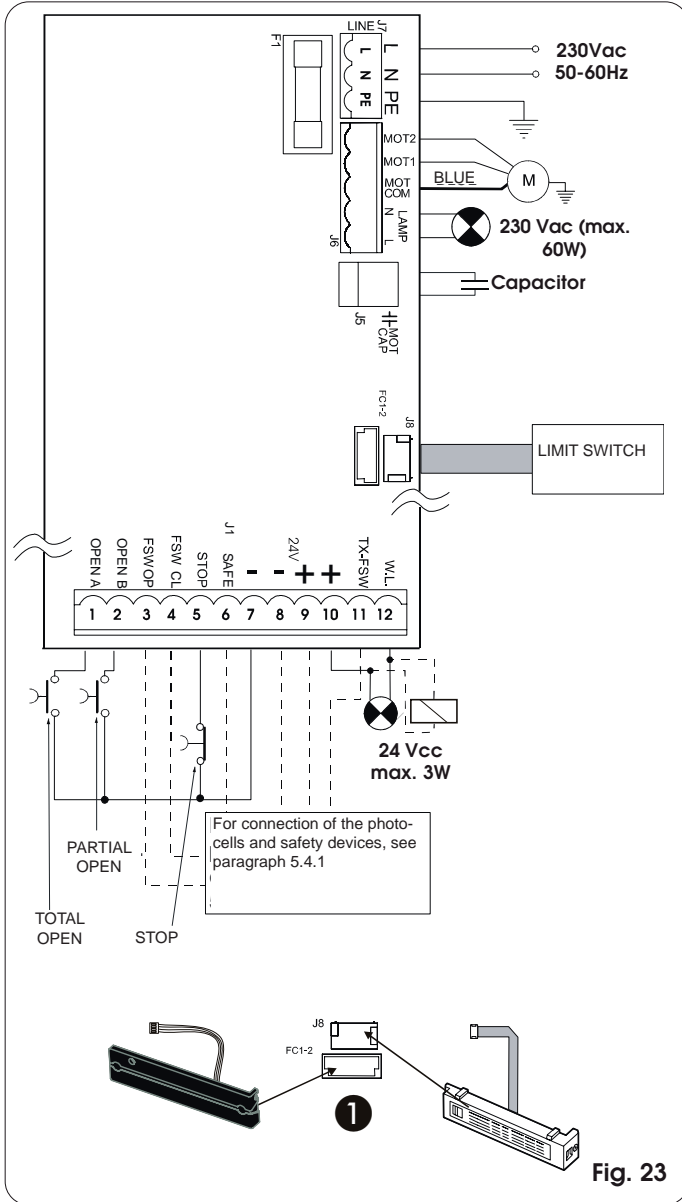 LINE J7
F1
L L
N N
PE PE
230Vac
50-60Hz
MOT2
MOT1
MOT
COM
BLUE
M
N
L
LAMP
J6
230 Vac (max.
60W)
Capacitor
J5
MOT
CAP
FC1-2
J8
LIMIT SWITCH
OPEN A
OPEN B
FSWOP
FSW CL
STOP
J1
SAFE
- -
24V
+ +
TX-FSW
W.L.
1 2 3 4 5 6 7 8 9 10 11 12
24 Vcc
max. 3W
For connection of the photo-
cells and safety devices, see
paragraph 5.4.1
PARTIAL
OPEN
TOTAL
OPEN
STOP
J8
FC1-2
1
Fig. 23